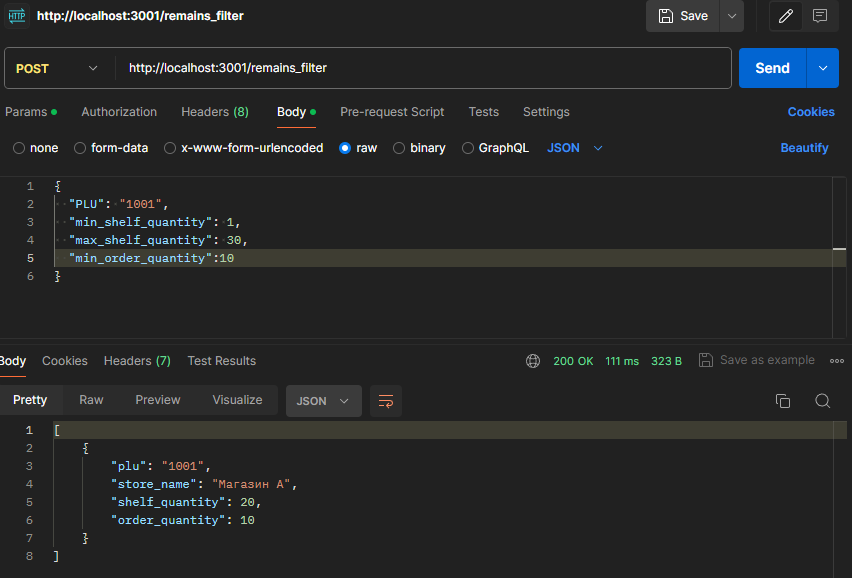 HTTP http://localhost:3001/remains_filter Save
POST http://localhost:3001/remains_filter Send
Params Authorization Headers (8) Body Pre-request Script Tests Settings Cookies
none form-data x-www-form-urlencoded raw binary GraphQL JSON Beautify
1 {
2 "PLU": "1001",
3 "min_shelf_quantity": 1,
4 "max_shelf_quantity": 30,
5 "min_order_quantity":10
6 }
Body Cookies Headers (7) Test Results 200 OK 111 ms 323 B Save as example
Pretty Raw Preview Visualize JSON
1 [
2 {
3 "plu": "1001",
4 "store_name": "Магазин А",
5 "shelf_quantity": 20,
6 "order_quantity": 10
7 }
8 ]